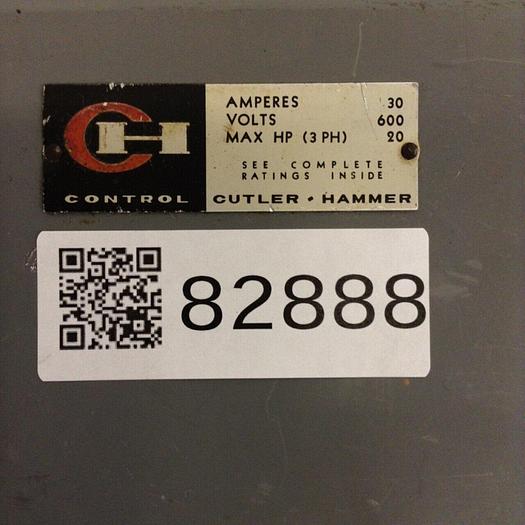 CH
CONTROL
AMPERES 30
VOLTS 600
MAX HP (3 PH) 20
SEE COMPLETE
RATINGS INSIDE
CUTLER • HAMMER
82888